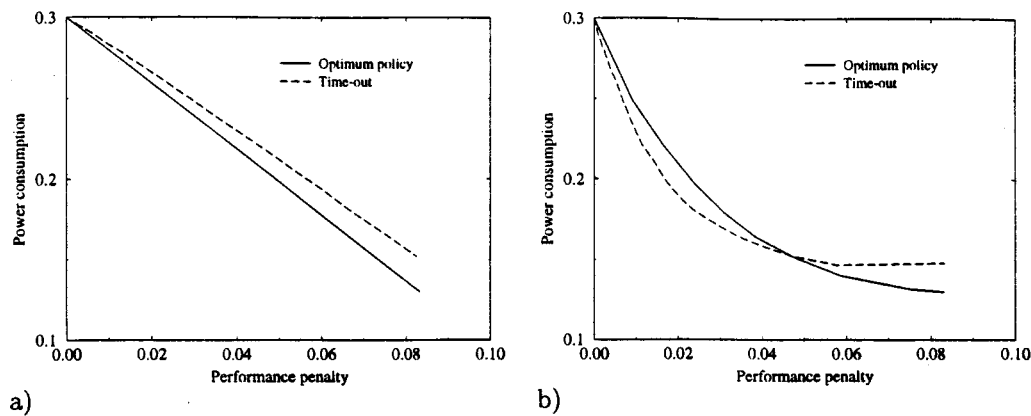 0.3
Optimum policy
Time-out
Power consumption
0.2
0.1
0.00
0.02
0.04
0.06
0.08
0.10
Performance penalty
a)
0.3
Optimum policy
Time-out
Power consumption
0.2
0.1
0.00
0.02
0.04
0.06
0.08
0.10
Performance penalty
b)